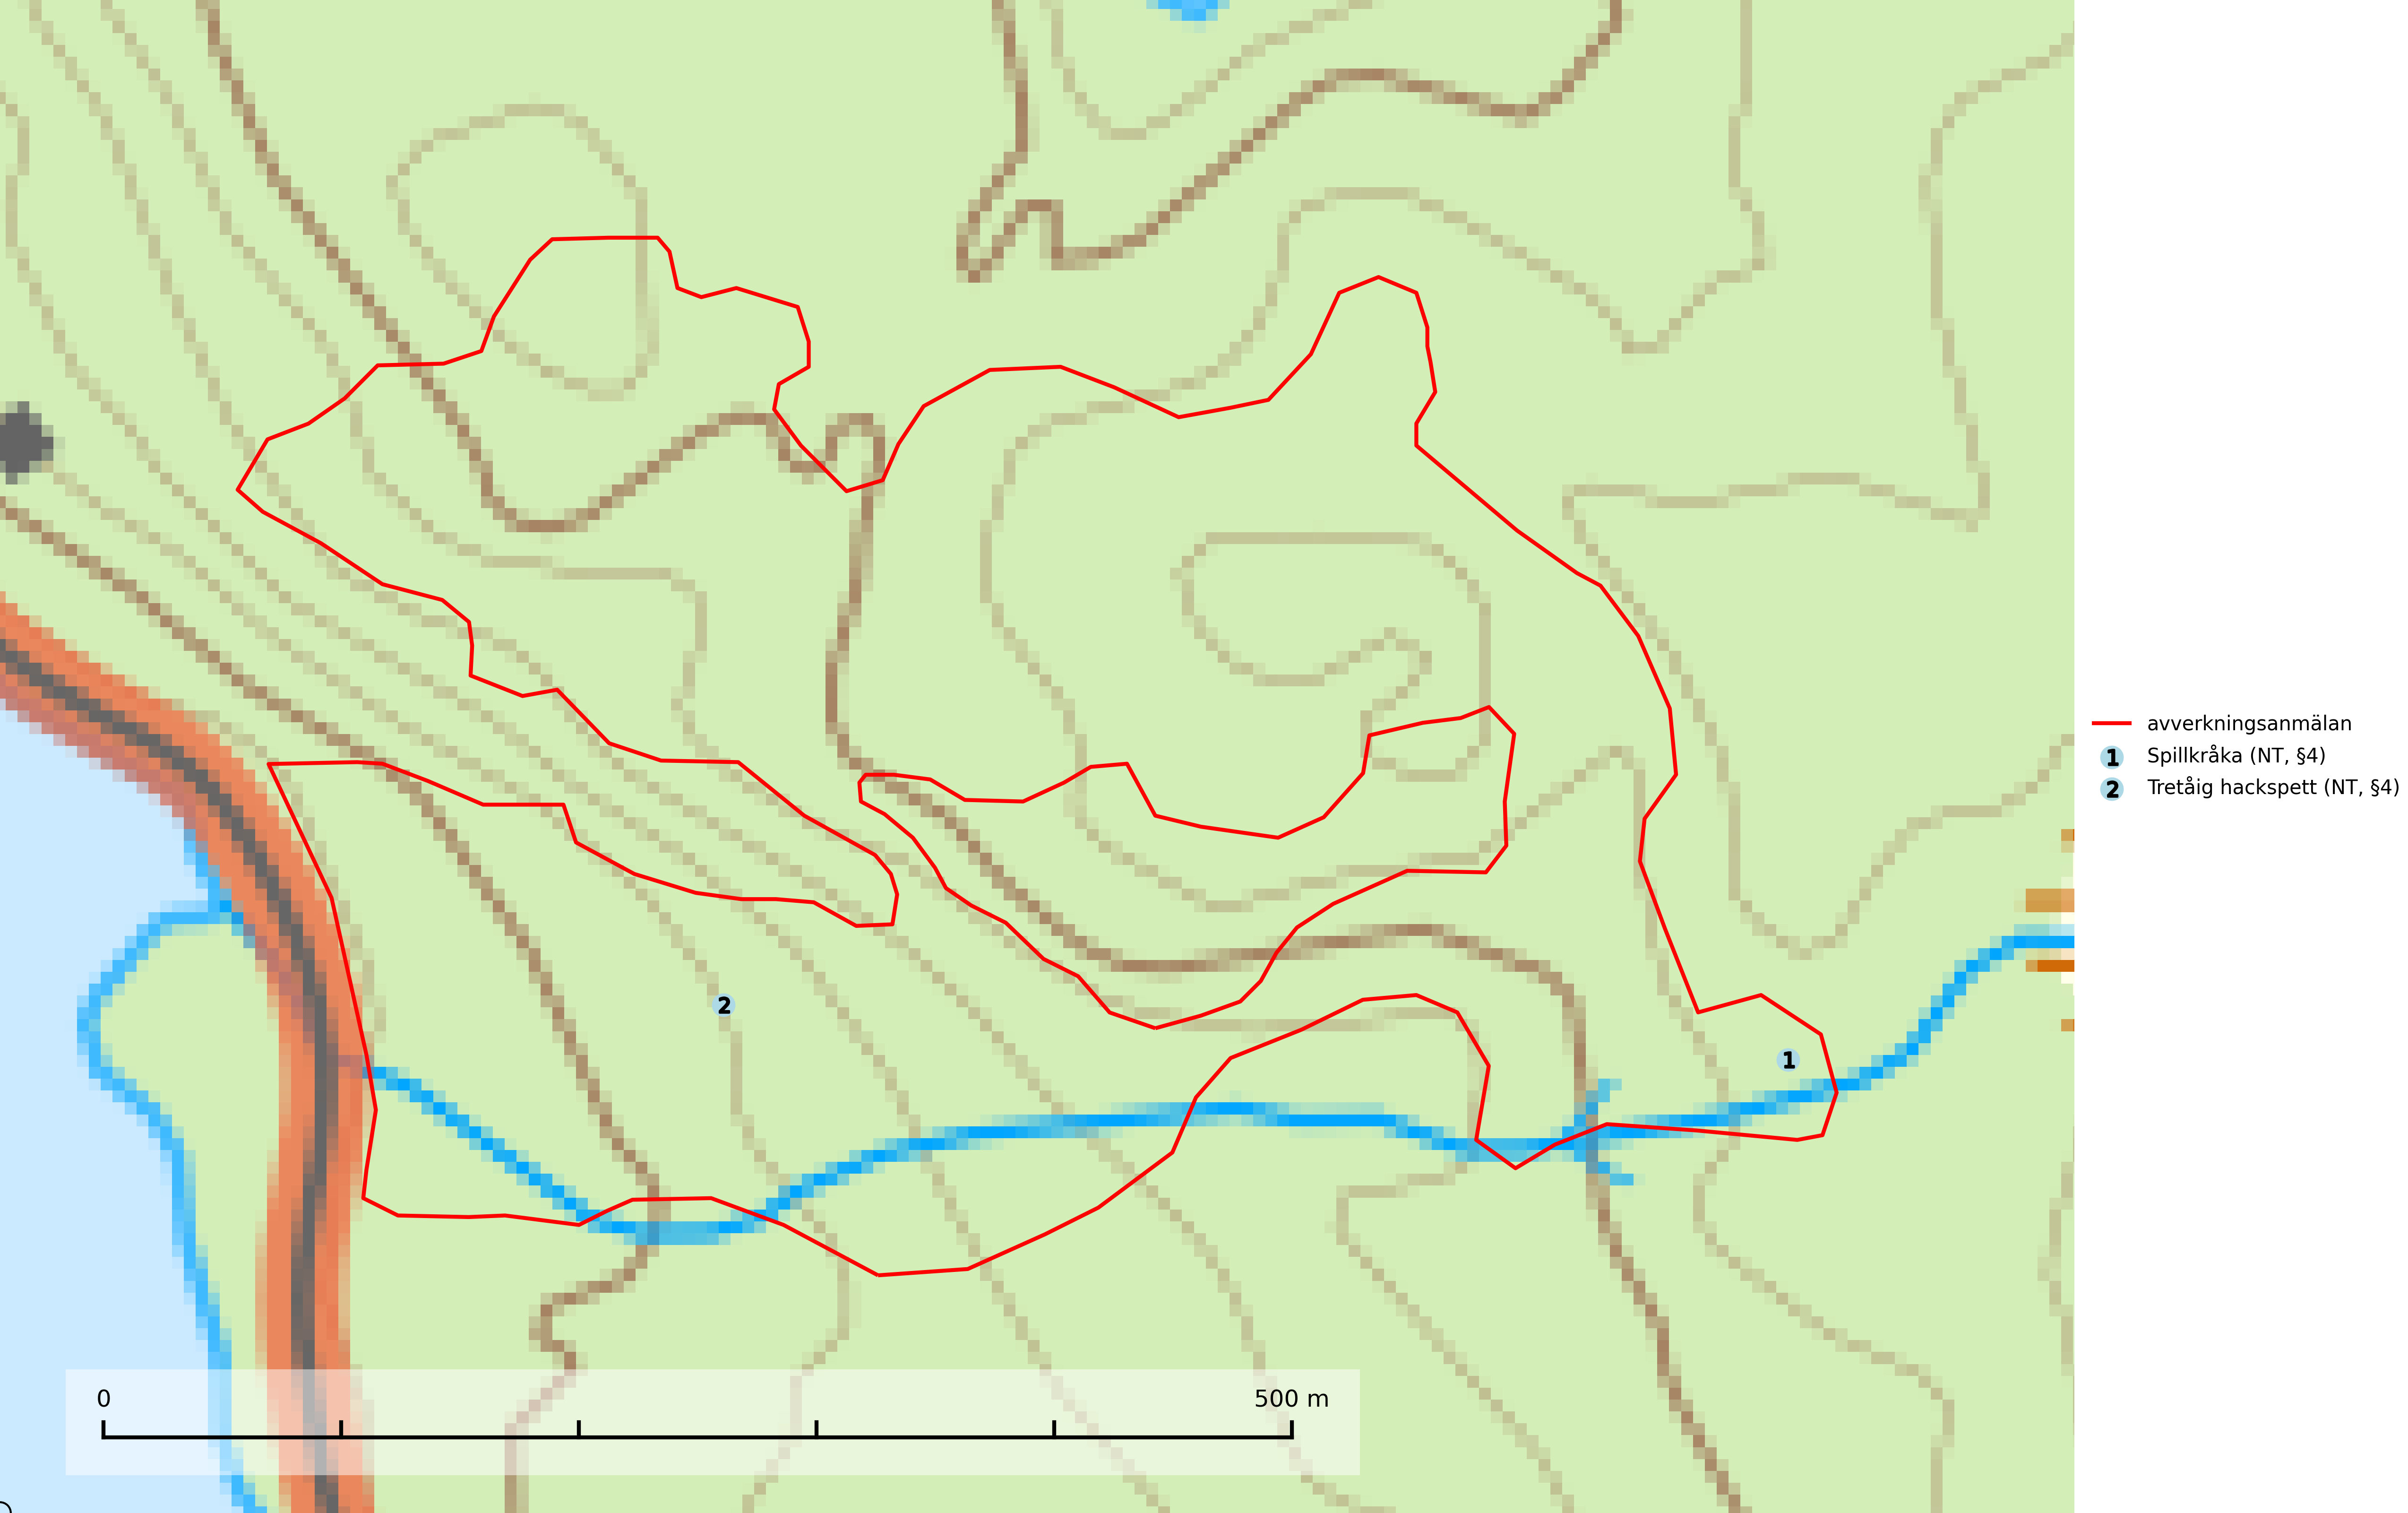 avverkningsanmälan
1 Spillkråka (NT, §4)
2 Tretåig hackspett (NT, §4)
2
1
0 500 m